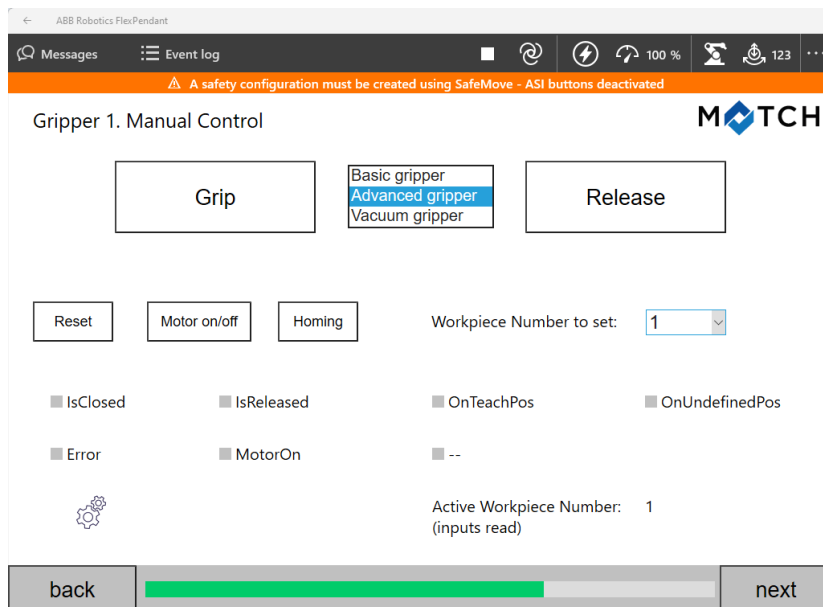 ABB Robotics FlexPendant
Messages Event log 100 % 123
A safety configuration must be created using SafeMove - ASI buttons deactivated
Gripper 1. Manual Control
MATCH
Grip
Basic gripper
Advanced gripper
Vacuum gripper
Release
Reset Motor on/off Homing Workpiece Number to set: 1
IsClosed IsReleased OnTeachPos OnUndefinedPos
Error MotorOn --
Active Workpiece Number: 1
(inputs read)
back next